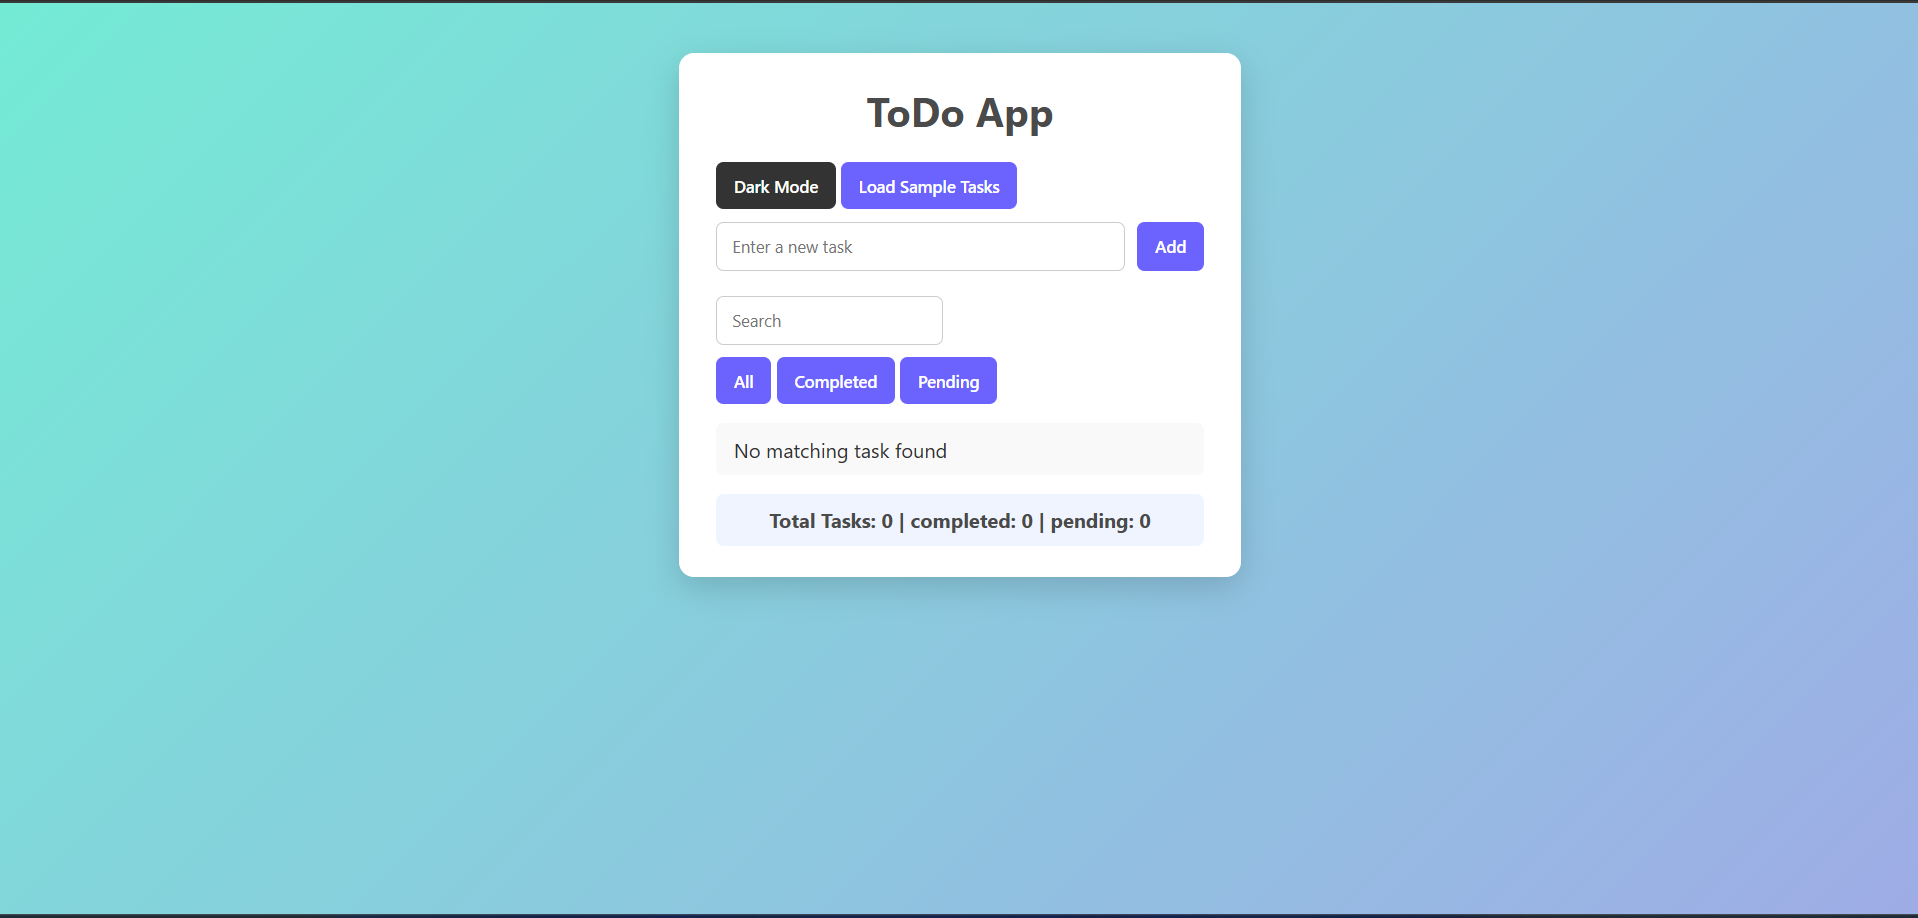 ToDo App
Dark Mode Load Sample Tasks
Enter a new task Add
Search
All Completed Pending
No matching task found
Total Tasks: 0 | completed: 0 | pending: 0